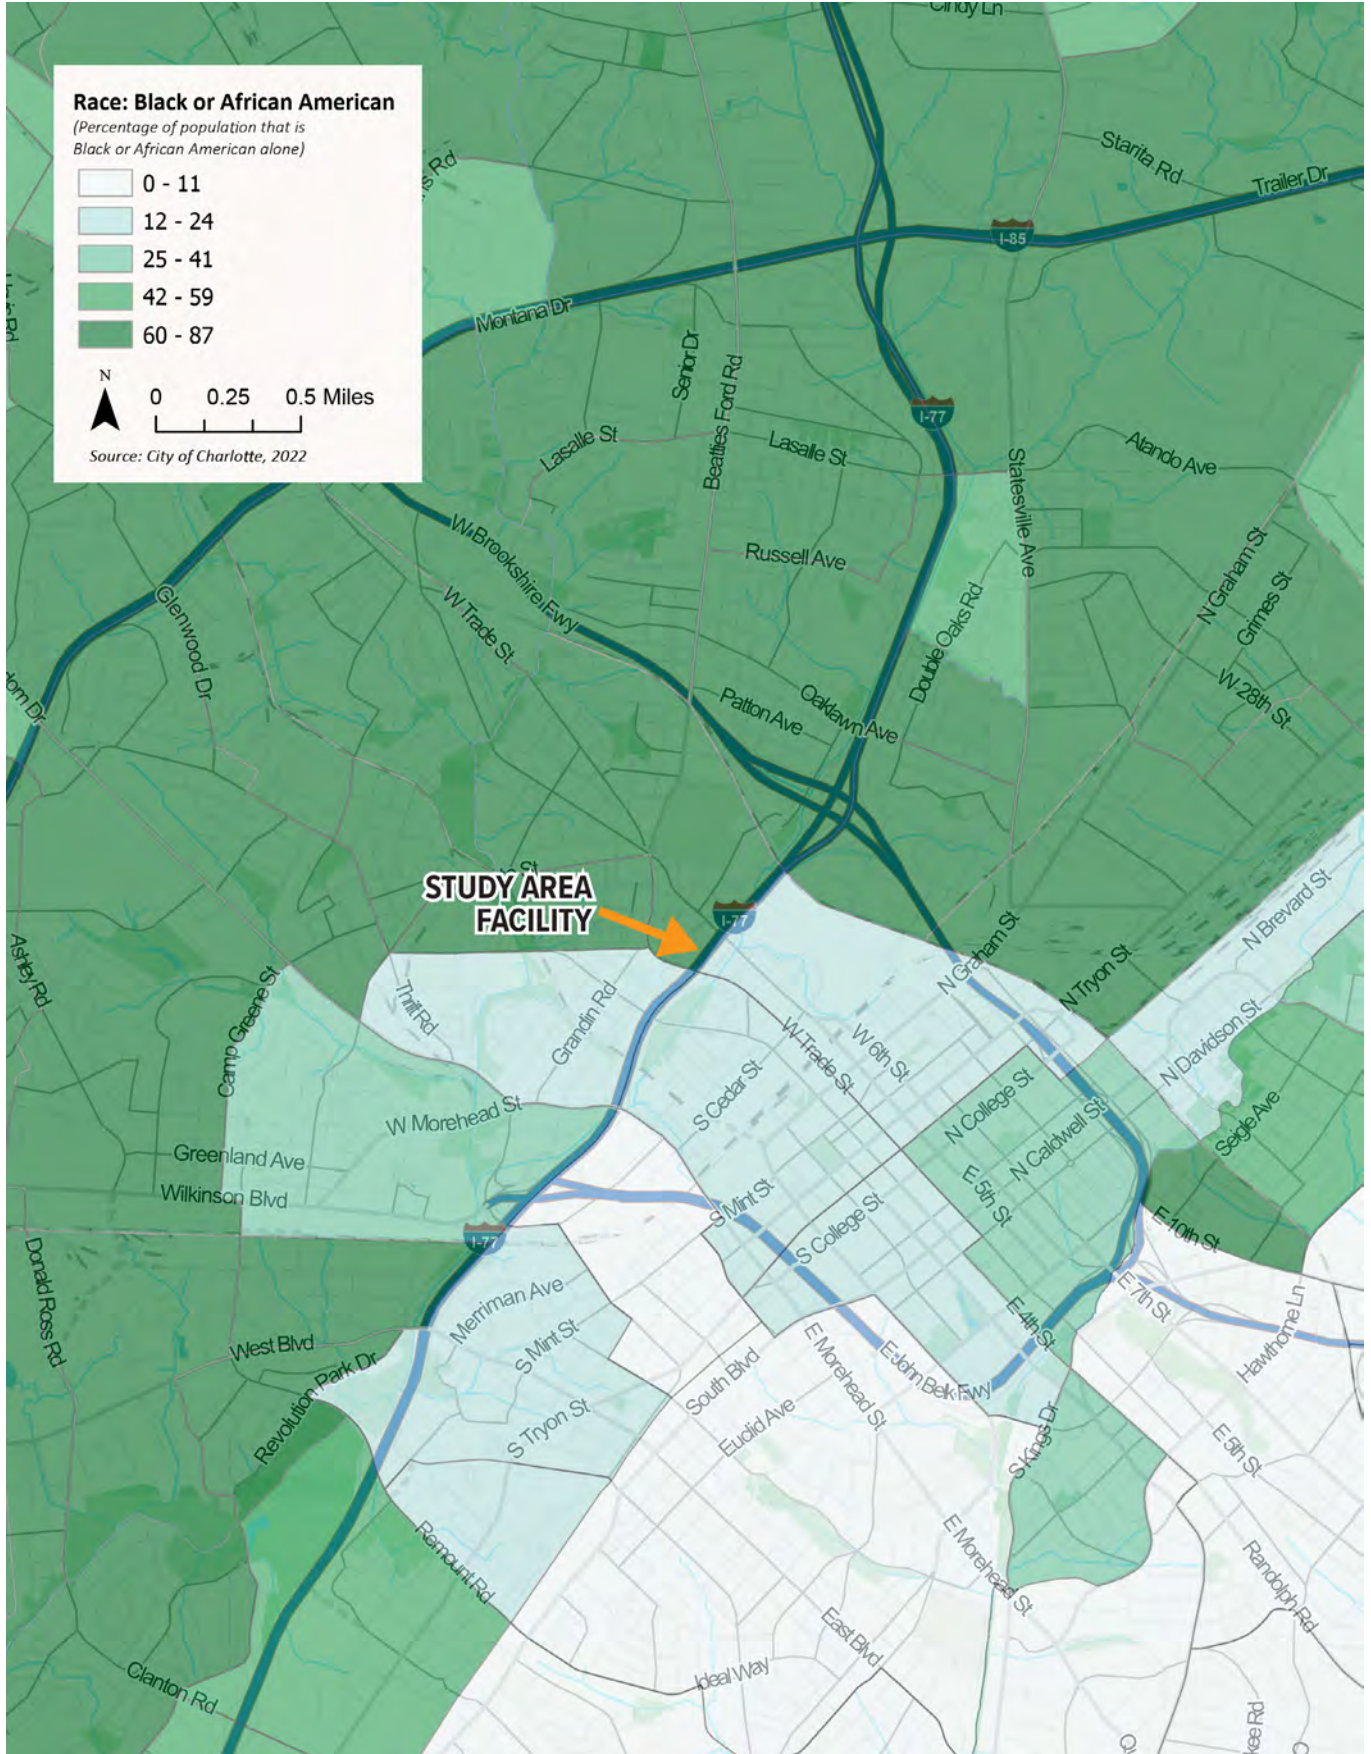 Cindy Ln
Race: Black or African American
(Percentage of population that is
Black or African American alone)
0 - 11
12 - 24
25 - 41
42 - 59
60 - 87
N
0 0.25 0.5 Miles
Source: City of Charlotte, 2022
Starita Rd
Trailer Dr
I-85
Montana Dr
Senior Dr
Beatties Ford Rd
I-77
Lasalle St
Lasalle St
Statesville Ave
Atando Ave
W Brookshire Fwy
Russell Ave
N Graham St
Grimes St
Glenwood Dr
W Trade St
Double Oaks Rd
W 28th St
Patton Ave
Oaklawn Ave
STUDY AREA
FACILITY
I-77
N Brevard St
Ashley Rd
Camp Greene St
Thrift Rd
Grandin Rd
N Graham St
N Tryon St
W Trade St
W 6th St
N Davidson St
S Cedar St
N College St
N Caldwell St
Seigle Ave
W Morehead St
Greenland Ave
Wilkinson Blvd
E 5th St
S Mint St
S College St
E 10th St
I-77
Donald Ross Rd
Merriman Ave
S Mint St
West Blvd
E 7th St
E 4th St
Hawthorne Ln
Revolution Park Dr
South Blvd
E Morehead St
E John Belk Fwy
S Tryon St
Euclid Ave
S Kings Dr
E 5th St
Remount Rd
E Morehead St
Randolph Rd
East Blvd
Ideal Way
Clanton Rd